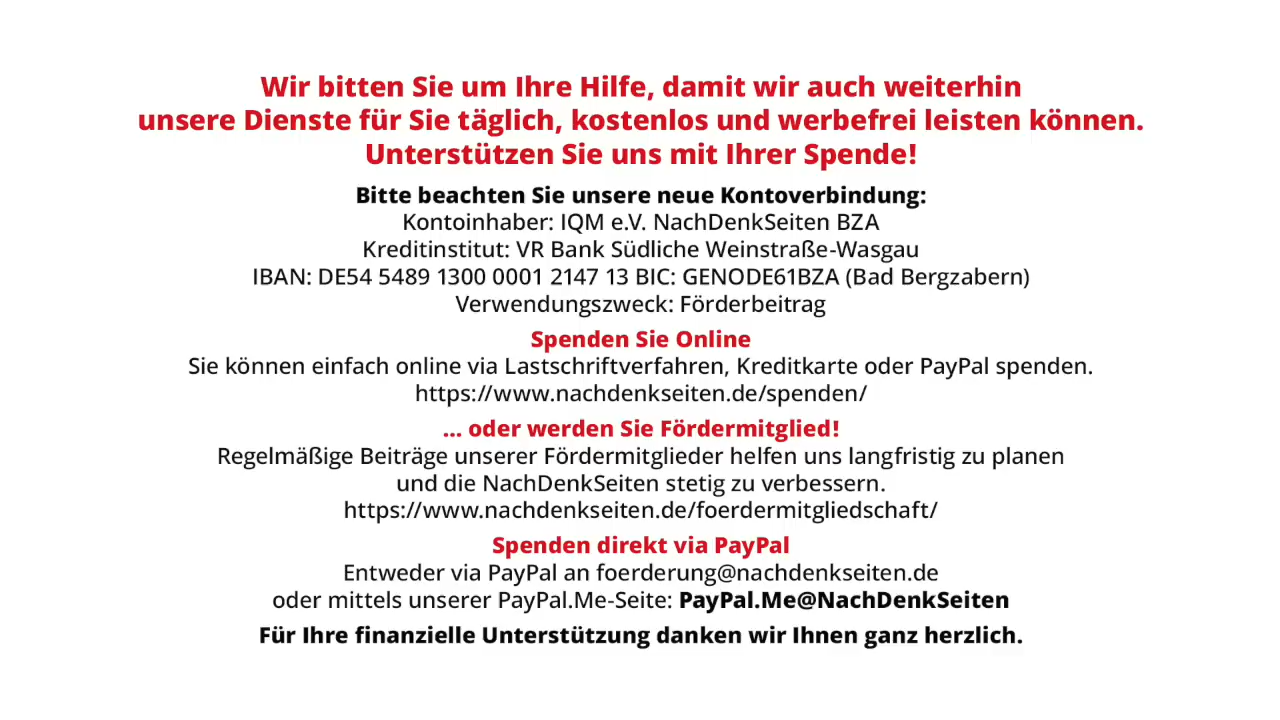 Wir bitten Sie um Ihre Hilfe, damit wir auch weiterhin
unsere Dienste für Sie täglich, kostenlos und werbefrei leisten können.
Unterstützen Sie uns mit Ihrer Spende!
Bitte beachten Sie unsere neue Kontoverbindung:
Kontoinhaber: IQM e.V. NachDenkSeiten BZA
Kreditinstitut: VR Bank Südliche Weinstraße-Wasgau
IBAN: DE54 5489 1300 0001 2147 13 BIC: GENODE61BZA (Bad Bergzabern)
Verwendungszweck: Förderbeitrag
Spenden Sie Online
Sie können einfach online via Lastschriftverfahren, Kreditkarte oder PayPal spenden.
https://www.nachdenkseiten.de/spenden/
... oder werden Sie Fördermitglied!
Regelmäßige Beiträge unserer Fördermitglieder helfen uns langfristig zu planen
und die NachDenkSeiten stetig zu verbessern.
https://www.nachdenkseiten.de/foerdermitgliedschaft/
Spenden direkt via PayPal
Entweder via PayPal an foerderung@nachdenkseiten.de
oder mittels unserer PayPal.Me-Seite: PayPal.Me@NachDenkSeiten
Für Ihre finanzielle Unterstützung danken wir Ihnen ganz herzlich.